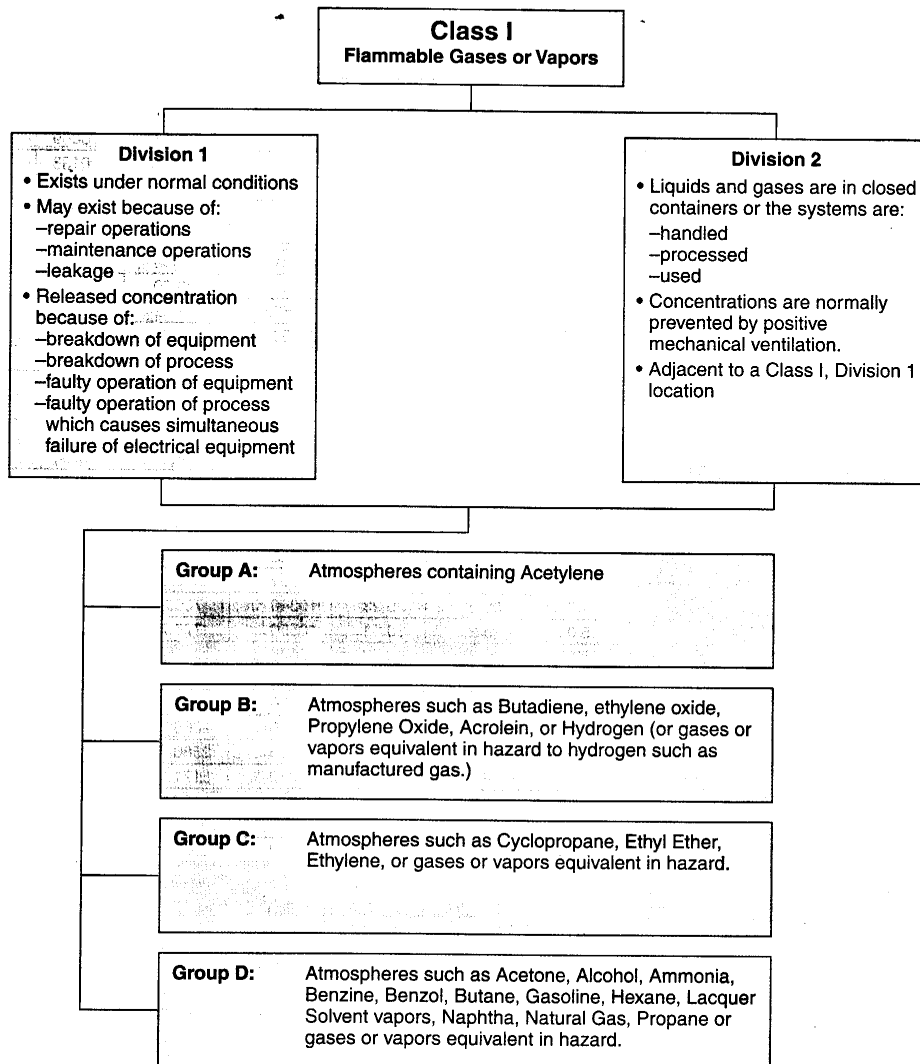 Class I
Flammable Gases or Vapors
Division 1
• Exists under normal conditions
• May exist because of:
–repair operations
–maintenance operations
–leakage
• Released concentration
because of:
–breakdown of equipment
–breakdown of process
–faulty operation of equipment
–faulty operation of process
which causes simultaneous
failure of electrical equipment
Division 2
• Liquids and gases are in closed
containers or the systems are:
–handled
–processed
–used
• Concentrations are normally
prevented by positive
mechanical ventilation.
• Adjacent to a Class I, Division 1
location
Group A: Atmospheres containing Acetylene
Group B: Atmospheres such as Butadiene, ethylene oxide,
Propylene Oxide, Acrolein, or Hydrogen (or gases or
vapors equivalent in hazard to hydrogen such as
manufactured gas.)
Group C: Atmospheres such as Cyclopropane, Ethyl Ether,
Ethylene, or gases or vapors equivalent in hazard.
Group D: Atmospheres such as Acetone, Alcohol, Ammonia,
Benzine, Benzol, Butane, Gasoline, Hexane, Lacquer
Solvent vapors, Naphtha, Natural Gas, Propane or
gases or vapors equivalent in hazard.